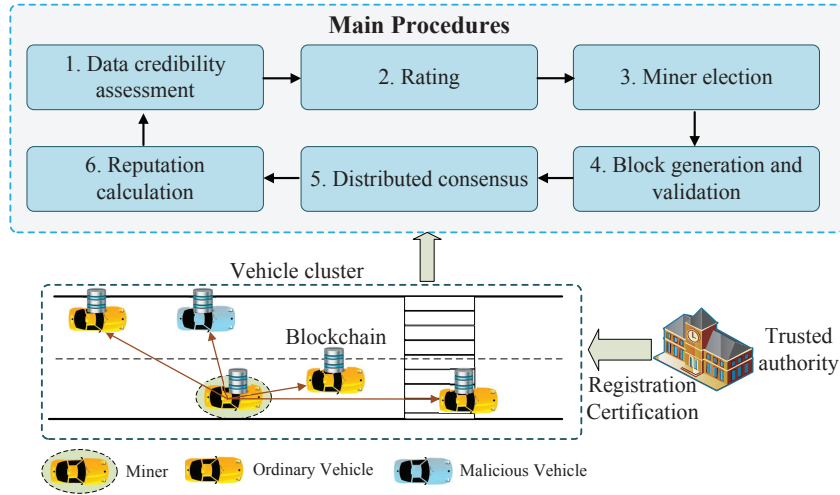 Main Procedures
1. Data credibility
assessment
2. Rating
3. Miner election
6. Reputation
calculation
5. Distributed consensus
4. Block generation and
validation
Vehicle cluster
Blockchain
Trusted
authority
Registration
Certification
Miner
Ordinary Vehicle
Malicious Vehicle